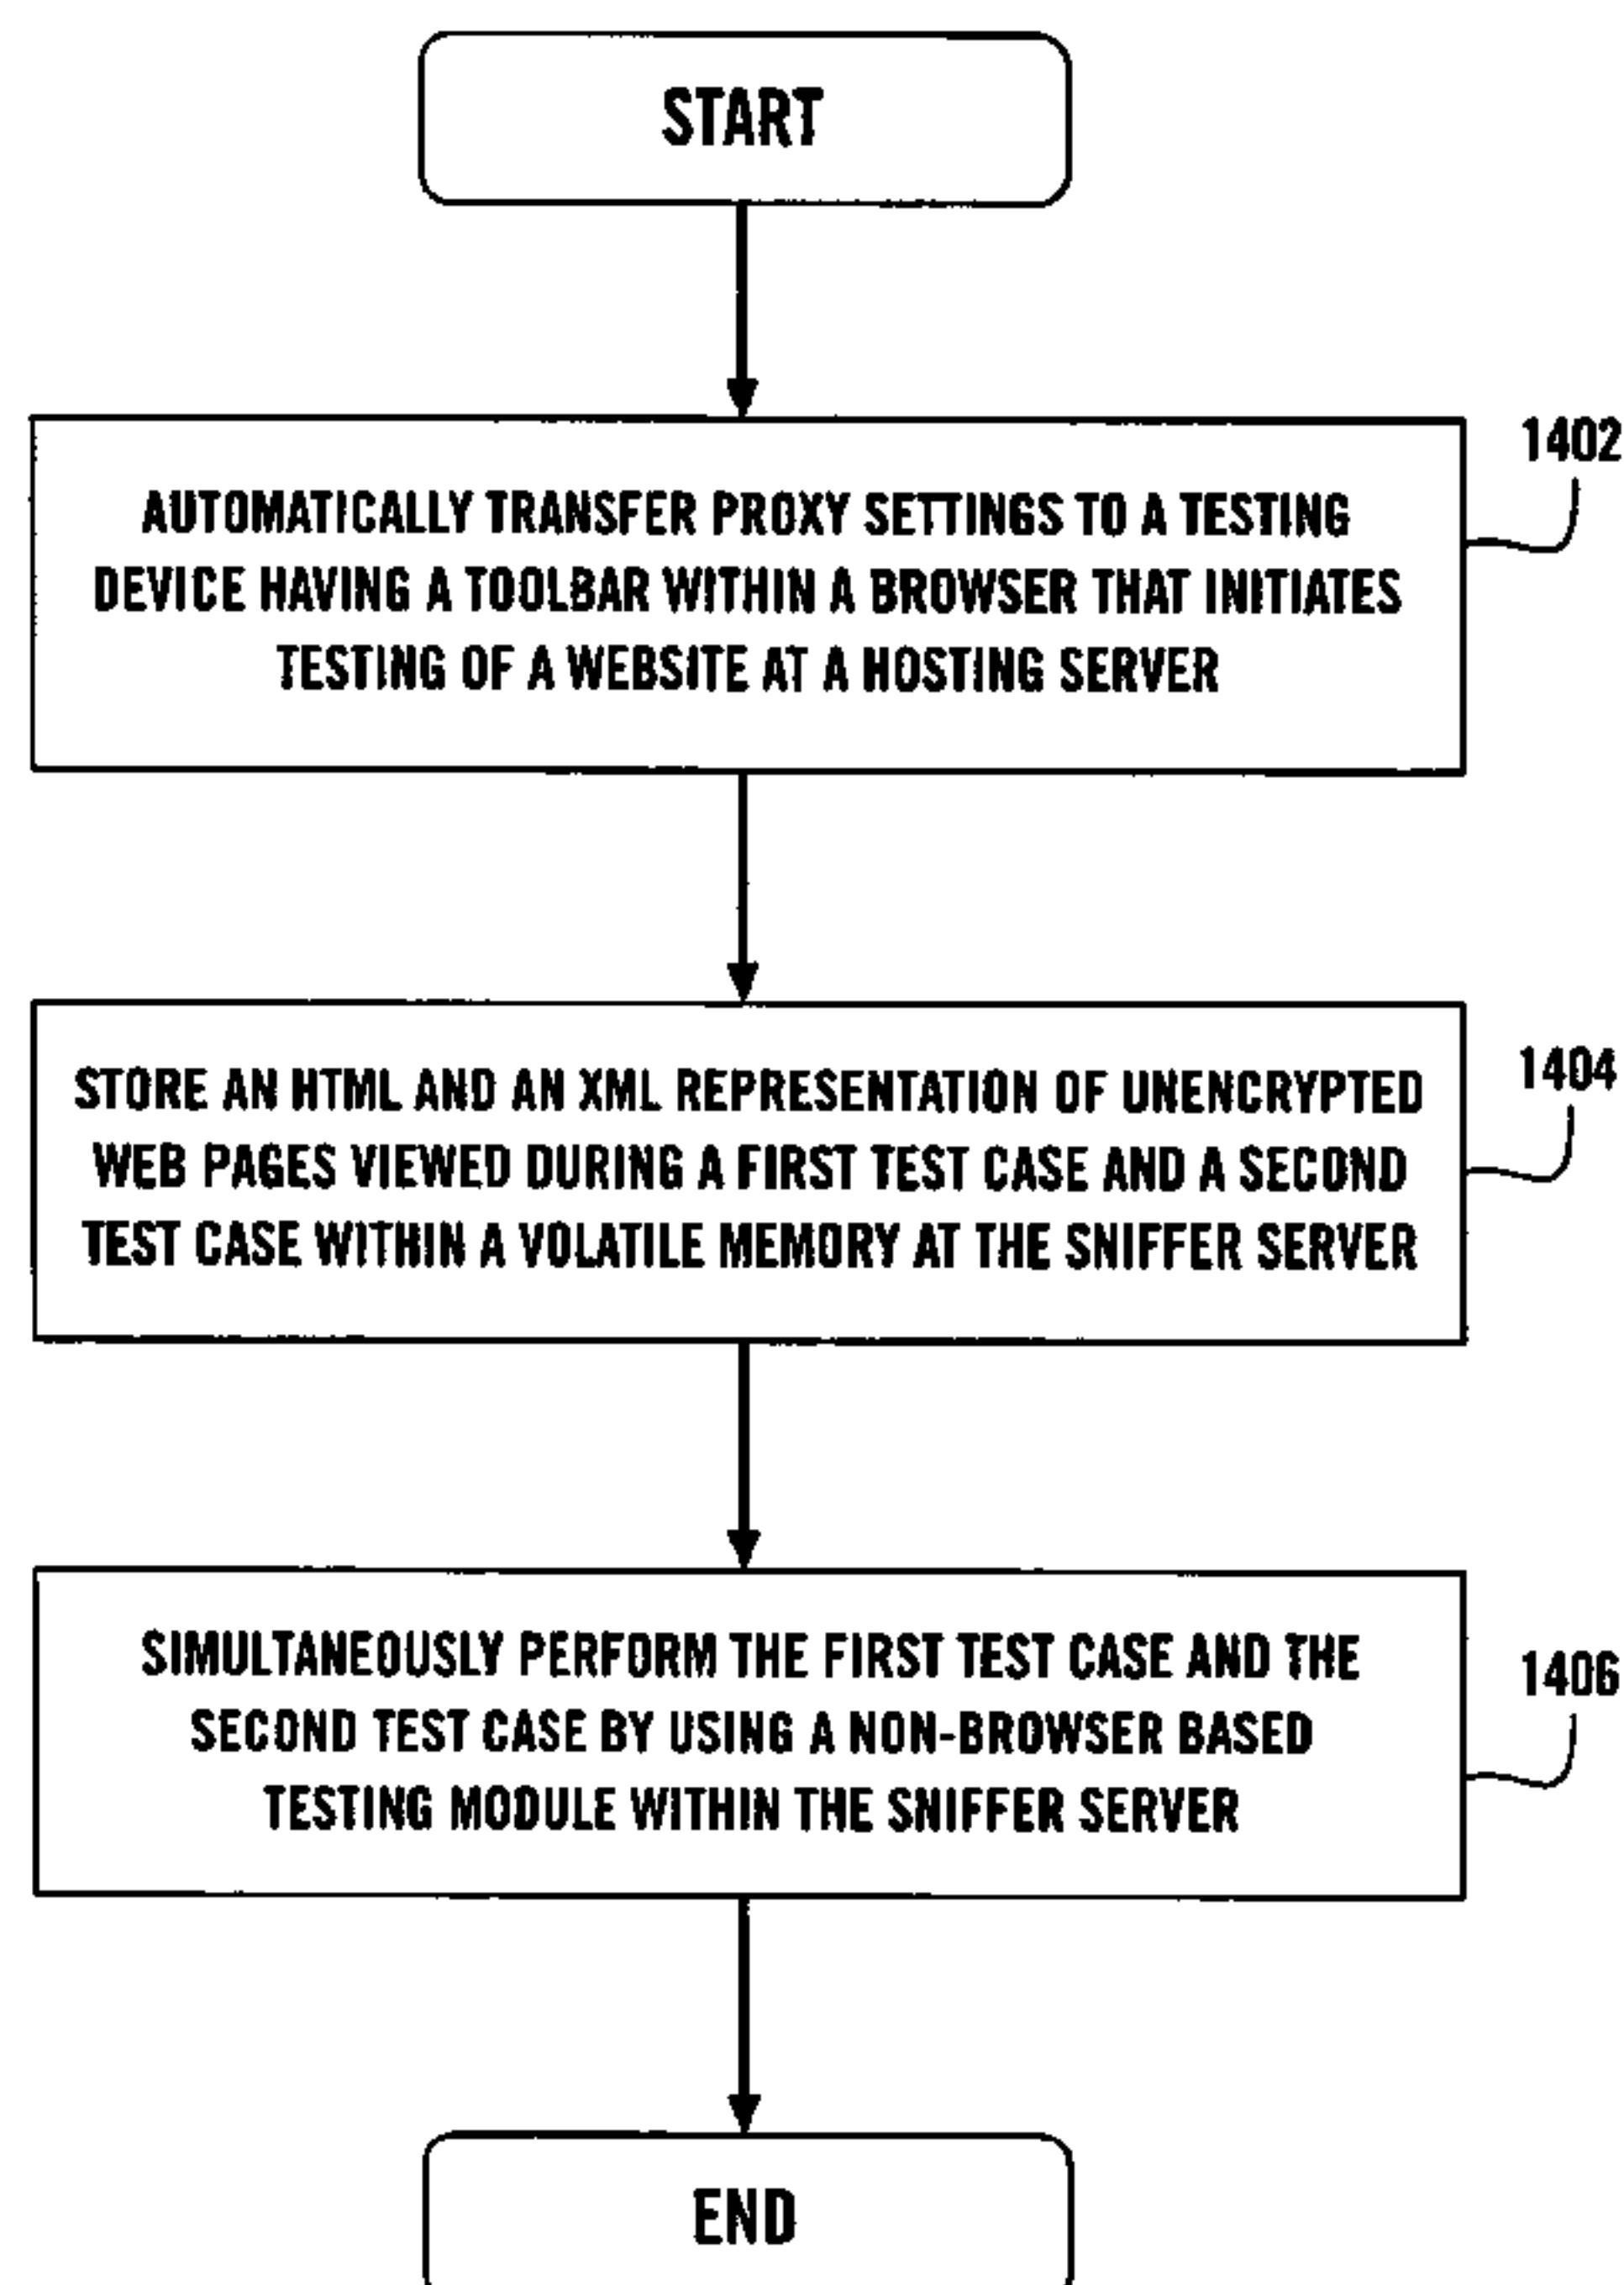 START
1402
AUTOMATICALLY TRANSFER PROXY SETTINGS TO A TESTING
DEVICE HAVING A TOOLBAR WITHIN A BROWSER THAT INITIATES
TESTING OF A WEBSITE AT A HOSTING SERVER
1404
STORE AN HTML AND AN XML REPRESENTATION OF UNENCRYPTED
WEB PAGES VIEWED DURING A FIRST TEST CASE AND A SECOND
TEST CASE WITHIN A VOLATILE MEMORY AT THE SNIFFER SERVER
1406
SIMULTANEOUSLY PERFORM THE FIRST TEST CASE AND THE
SECOND TEST CASE BY USING A NON-BROWSER BASED
TESTING MODULE WITHIN THE SNIFFER SERVER
END